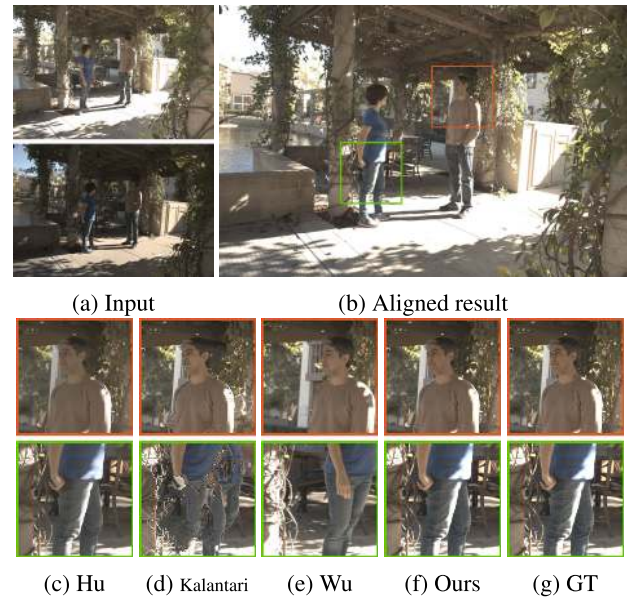 (a) Input
(b) Aligned result
(c) Hu
(d) Kalantari
(e) Wu
(f) Ours
(g) GT